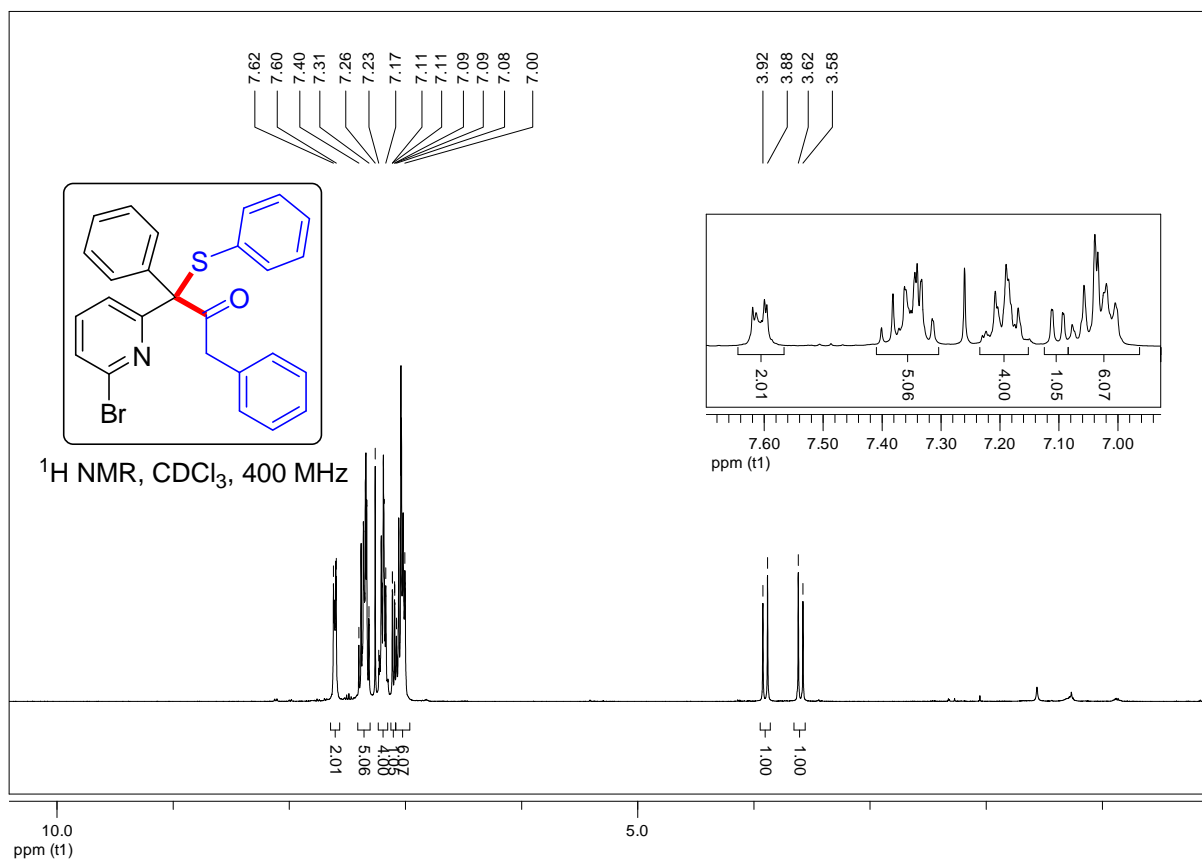 7.62 7.60 7.40 7.31 7.26 7.23 7.17 7.11 7.11 7.09 7.09 7.08 7.00
3.92 3.88 3.62 3.58
S
O
N
Br
¹H NMR, CDCl₃, 400 MHz
2.01 5.06 4.00 1.05 6.07
7.60 7.50 7.40 7.30 7.20 7.10 7.00
ppm (t1)
2.01 5.06 4.00 1.05 6.07 1.00 1.00
10.0 5.0
ppm (t1)